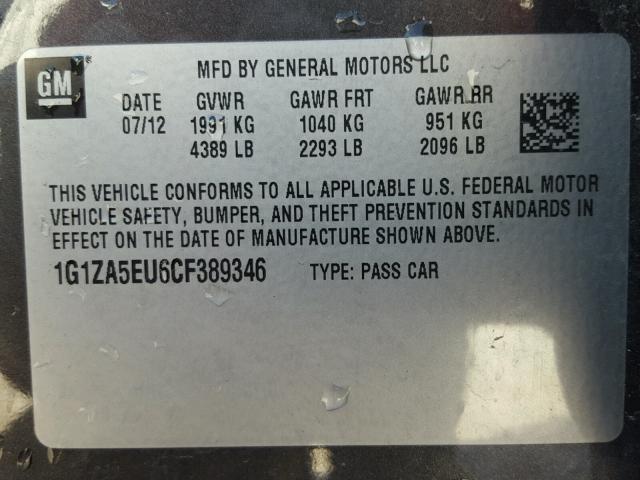 GM
MFD BY GENERAL MOTORS LLC
DATE GVWR GAWR FRT GAWR RR
07/12 1991 KG 1040 KG 951 KG
4389 LB 2293 LB 2096 LB
THIS VEHICLE CONFORMS TO ALL APPLICABLE U.S. FEDERAL MOTOR
VEHICLE SAFETY, BUMPER, AND THEFT PREVENTION STANDARDS IN
EFFECT ON THE DATE OF MANUFACTURE SHOWN ABOVE.
1G1ZA5EU6CF389346 TYPE: PASS CAR